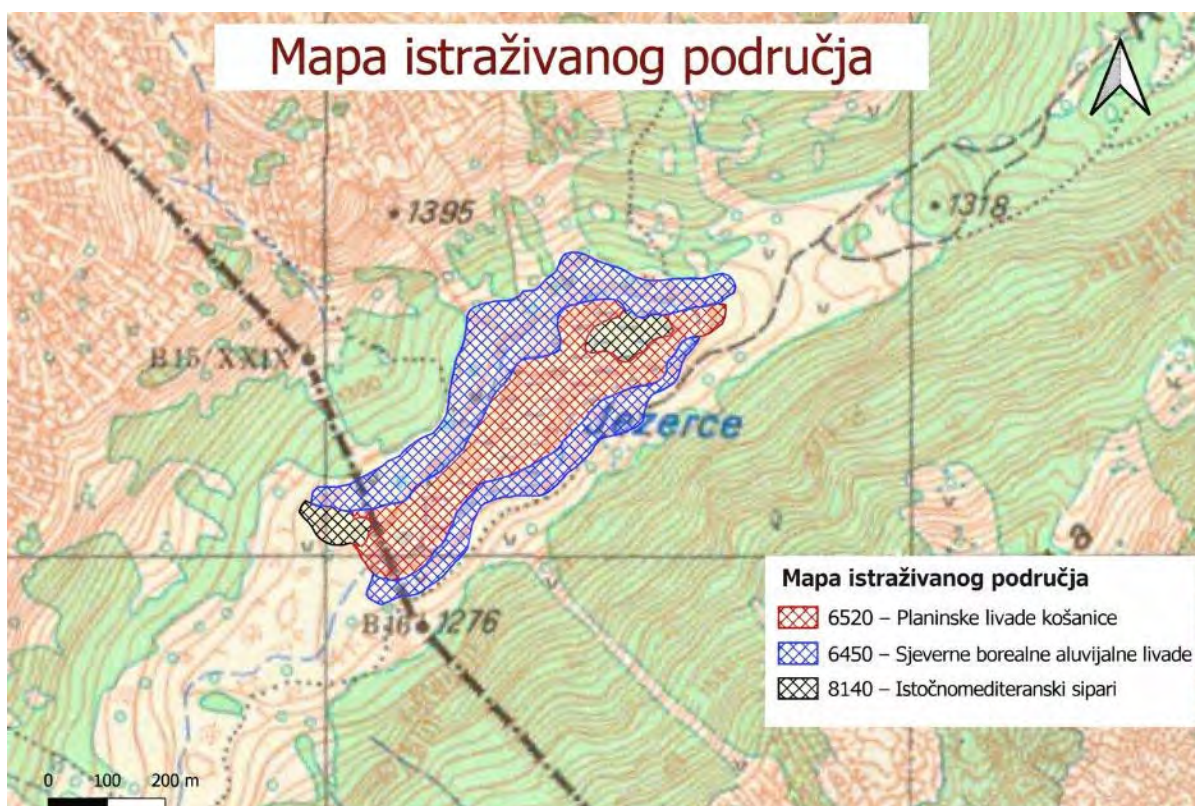 Mapa istraživanog područja
1395
1318
B15/XXIX
Jezerce
B16
1276
8
Mapa istraživanog područja
6520 – Planinske livade košanice
6450 – Sjeverne borealne aluvijalne livade
8140 – Istočnomediteranski sipari
0 100 200 m